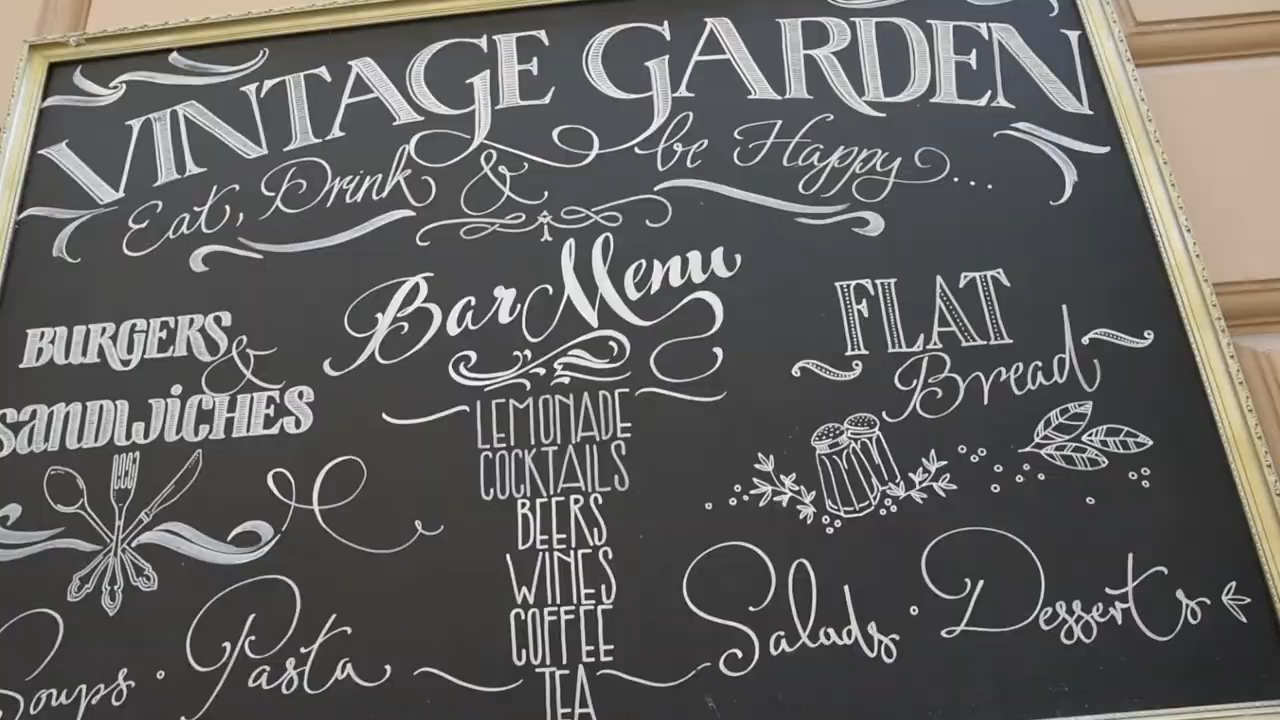 VINTAGE GARDEN
Eat, Drink & be Happy...
Bar Menu
BURGERS &
SANDWiCHES
FLAT
Bread
LEMONADE
COCKTAILS
BEERS
WINES
COFFEE
TEA
Soups · Pasta
Salads · Desserts